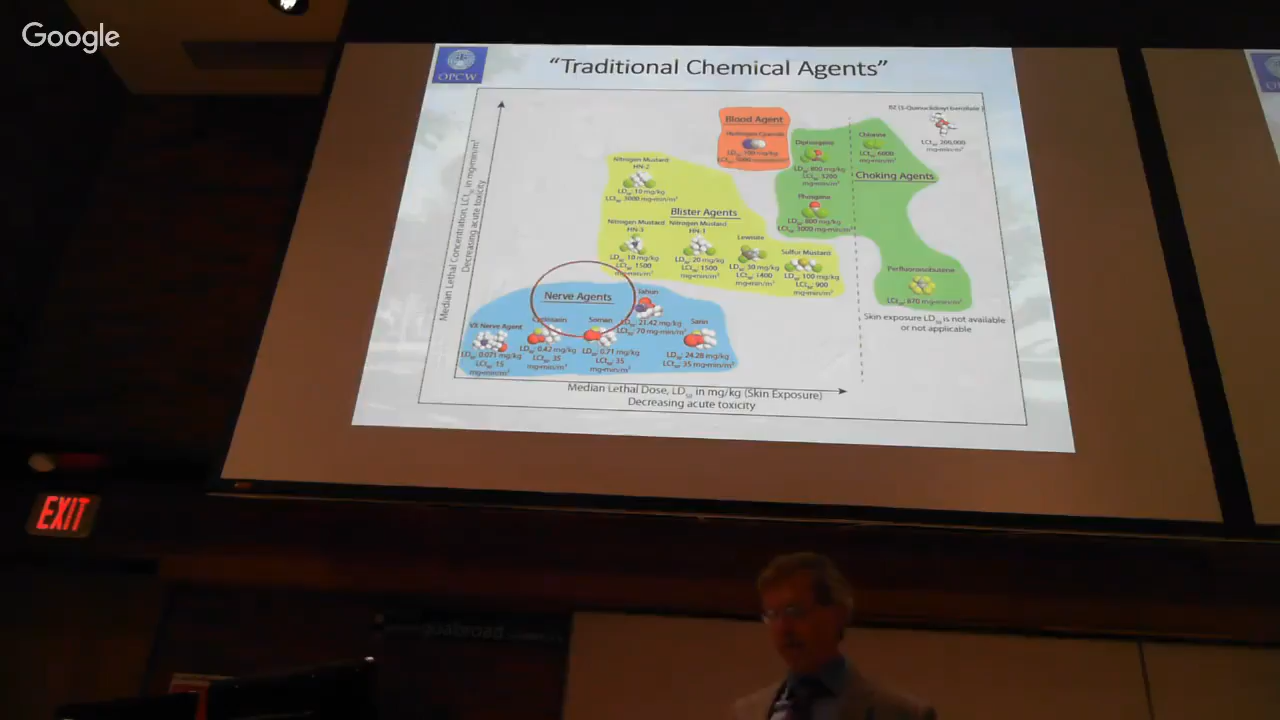 Google
OPCW
"Traditional Chemical Agents"
BZ (3-Quinuclidinyl benzilate)
LCt50 200,000
mg-min/m³
Blood Agent
Hydrogen Cyanide
LD50 100 mg/kg
Chlorine
LCt50 6000
mg-min/m³
Diphosgene
LD50 800 mg/kg
LCt50 3200
mg-min/m³
Choking Agents
Phosgene
LD50 800 mg/kg
LCt50 3000 mg-min/m³
Nitrogen Mustard
HN-2
LD50 10 mg/kg
LCt50 3000 mg-min/m³
Blister Agents
Nitrogen Mustard
HN-3
LD50 10 mg/kg
LCt50 1500
mg-min/m³
Nitrogen Mustard
HN-1
LD50 20 mg/kg
LCt50 1500
mg-min/m³
Lewisite
LD50 30 mg/kg
LCt50 1400
mg-min/m³
Sulfur Mustard
LD50 100 mg/kg
LCt50 900
mg-min/m³
Perfluoroisobutene
LCt50 870 mg-min/m³
Skin exposure LD50 is not available
or not applicable
Nerve Agents
Tabun
LD50 21.42 mg/kg
LCt50 70 mg-min/m³
VX Nerve Agent
LD50 0.071 mg/kg
LCt50 15
mg-min/m³
Cyclosarin
LD50 0.42 mg/kg
LCt50 35
mg-min/m³
Soman
LD50 0.71 mg/kg
LCt50 35
mg-min/m³
Sarin
LD50 24.28 mg/kg
LCt50 35 mg-min/m³
Median Lethal Concentration, LCt50 in mg-min/m³
Decreasing acute toxicity
Median Lethal Dose, LD50 in mg/kg (Skin Exposure)
Decreasing acute toxicity
EXIT